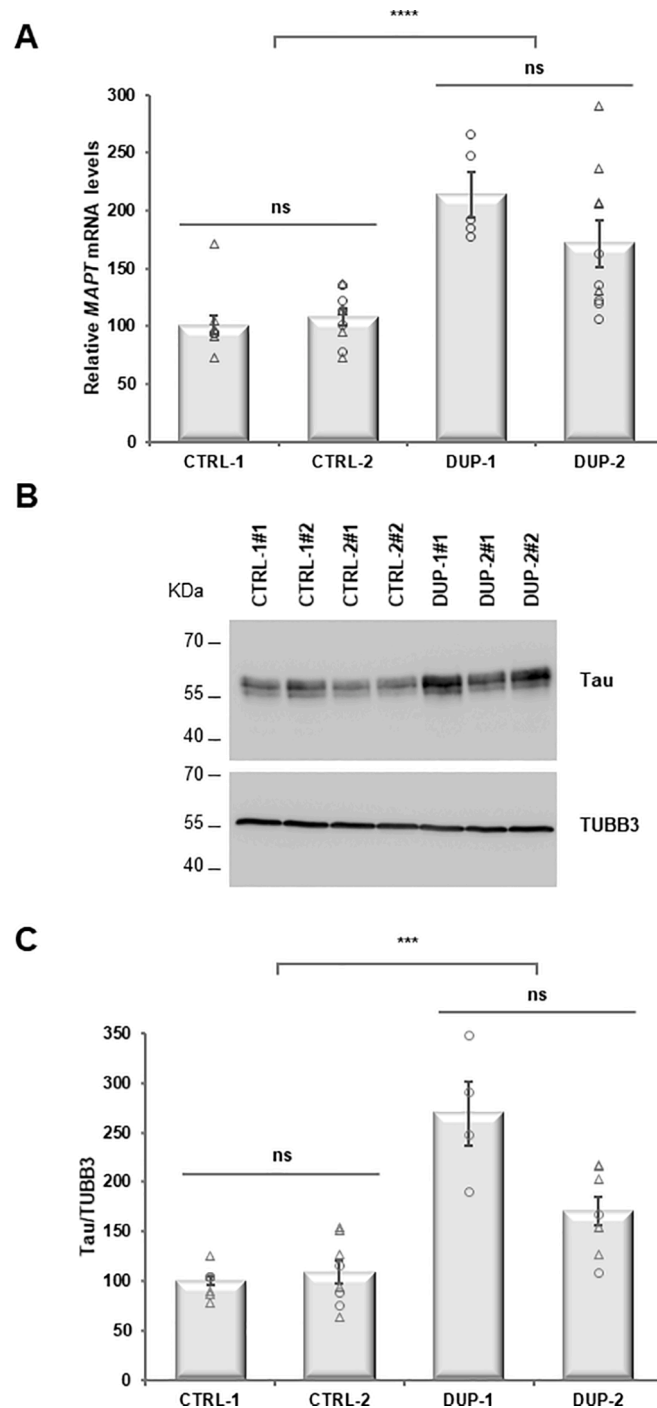 A
****
ns
ns
Relative MAPT mRNA levels
300
250
200
150
100
50
0
CTRL-1 CTRL-2 DUP-1 DUP-2
B
CTRL-1#1 CTRL-1#2 CTRL-2#1 CTRL-2#2 DUP-1#1 DUP-2#1 DUP-2#2
KDa
70
55
40
Tau
70
55
40
TUBB3
C
***
ns
ns
Tau/TUBB3
350
300
250
200
150
100
50
0
CTRL-1 CTRL-2 DUP-1 DUP-2